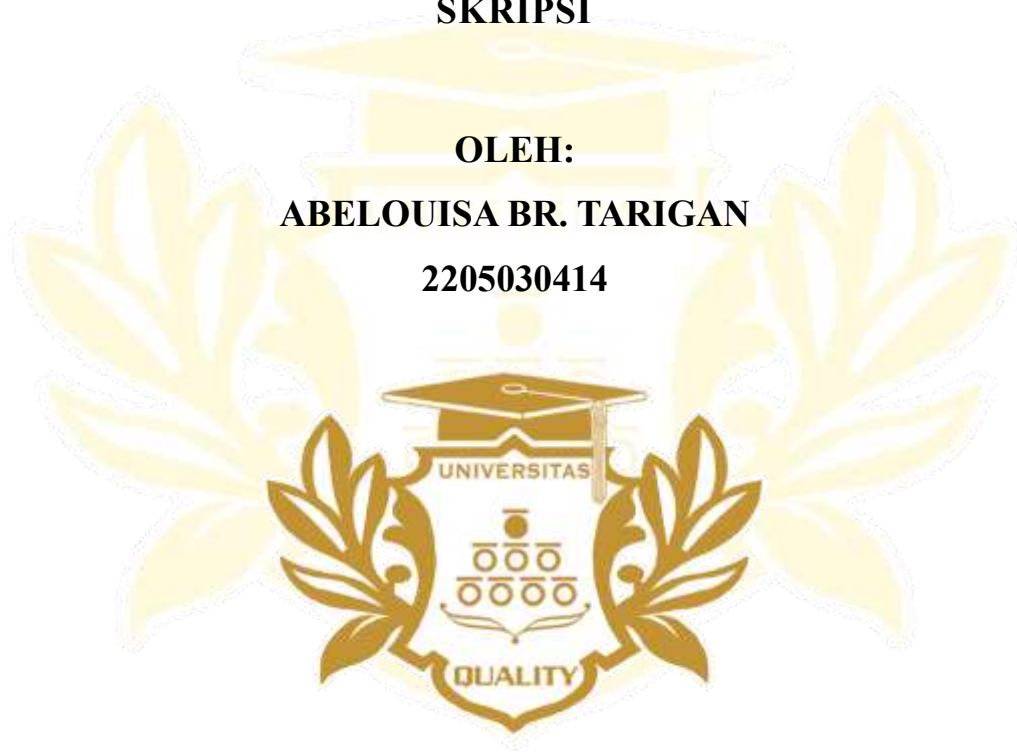 SKRIPSI
OLEH:
ABELOUISA BR. TARIGAN
2205030414
UNIVERSITAS
QUALITY